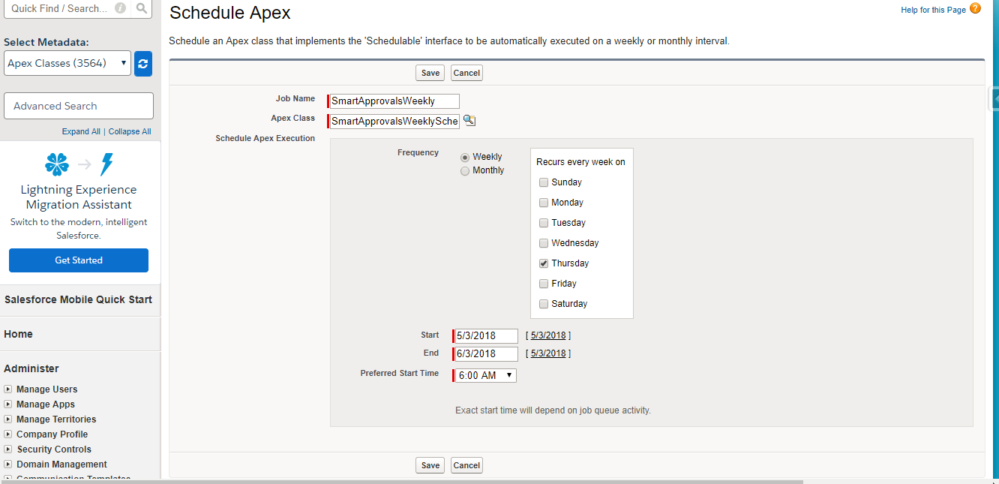 Quick Find / Search...
Select Metadata:
Apex Classes (3564)
Advanced Search
Expand All | Collapse All
Lightning Experience
Migration Assistant
Switch to the modern, intelligent
Salesforce.
Get Started
Salesforce Mobile Quick Start
Home
Administer
Manage Users
Manage Apps
Manage Territories
Company Profile
Security Controls
Domain Management
Communication Templates
Schedule Apex
Help for this Page
Schedule an Apex class that implements the 'Schedulable' interface to be automatically executed on a weekly or monthly interval.
Save Cancel
Job Name SmartApprovalsWeekly
Apex Class SmartApprovalsWeeklySche
Schedule Apex Execution
Frequency
Weekly
Monthly
Recurs every week on
Sunday
Monday
Tuesday
Wednesday
Thursday
Friday
Saturday
Start 5/3/2018 [ 5/3/2018 ]
End 6/3/2018 [ 5/3/2018 ]
Preferred Start Time 6:00 AM
Exact start time will depend on job queue activity.
Save Cancel